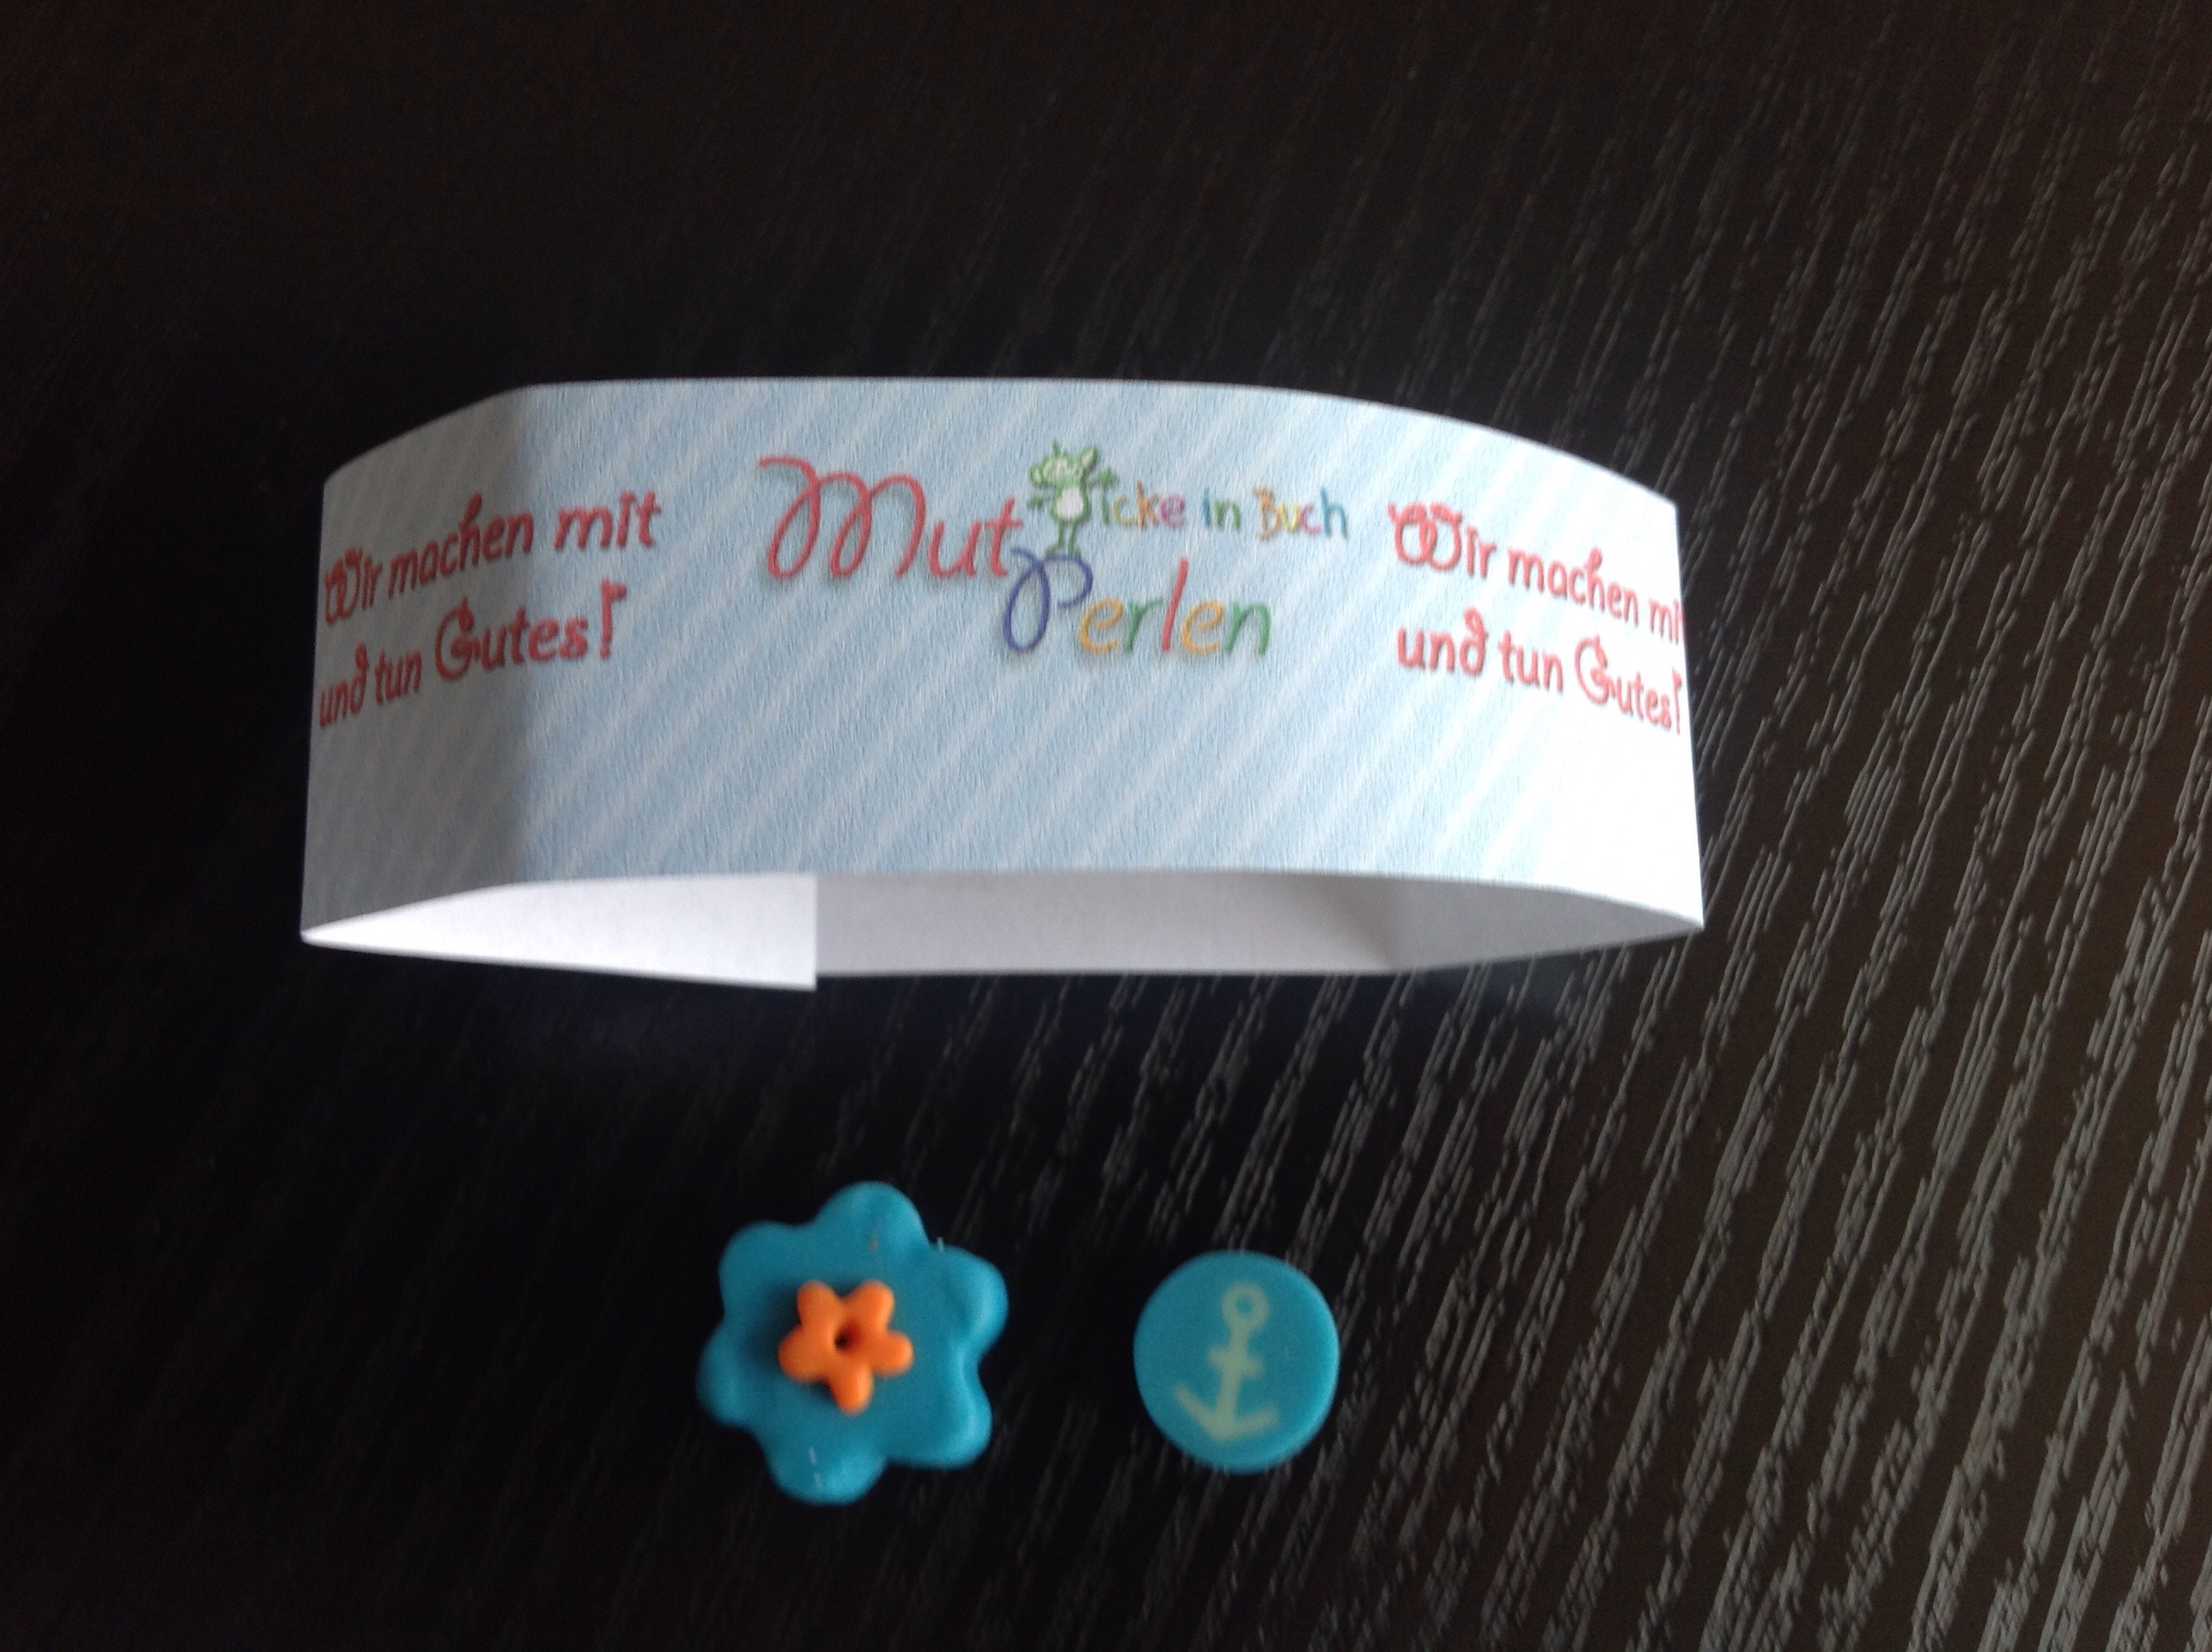 Wir machen mit
und tun Gutes!
Mut
icke in Buch
Perlen
Wir machen mit
und tun Gutes!